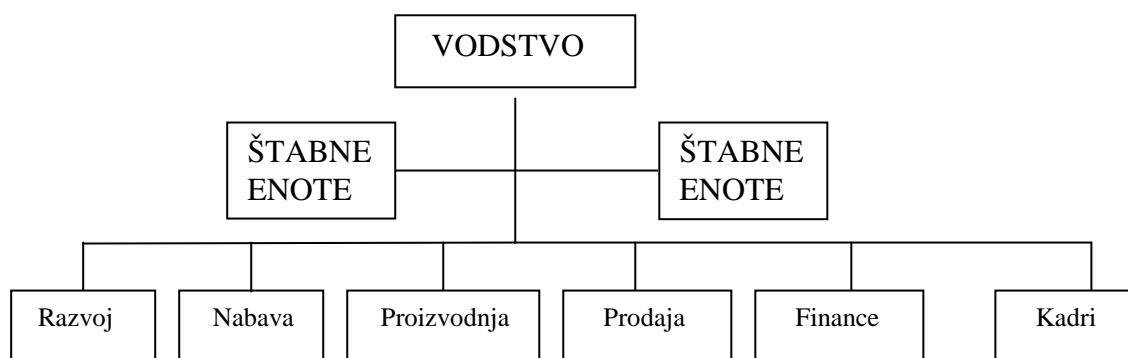 VODSTVO
ŠTABNE
ENOTE
ŠTABNE
ENOTE
Razvoj
Nabava
Proizvodnja
Prodaja
Finance
Kadri